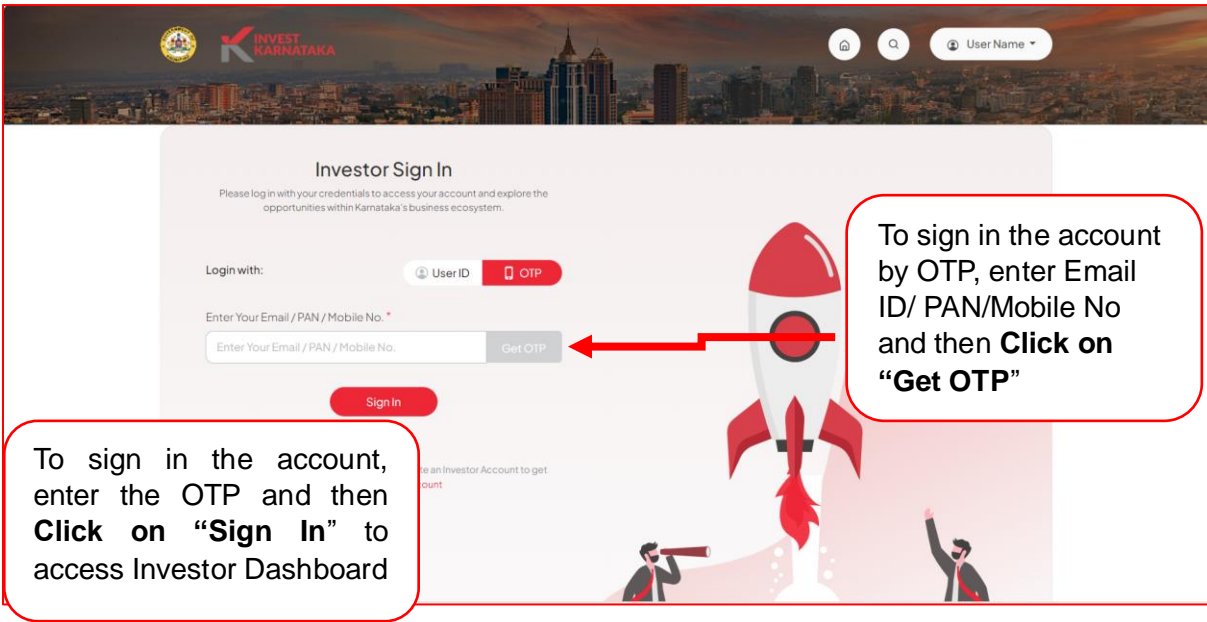 INVEST
KARNATAKA
User Name
Investor Sign In
Please log in with your credentials to access your account and explore the
opportunities within Karnataka's business ecosystem.
Login with:
User ID
OTP
Enter Your Email / PAN / Mobile No. *
Enter Your Email / PAN / Mobile No.
Get OTP
Sign In
an Investor Account to get
To sign in the account
by OTP, enter Email
ID/ PAN/Mobile No
and then Click on
“Get OTP”
To sign in the account,
enter the OTP and then
Click on “Sign In” to
access Investor Dashboard